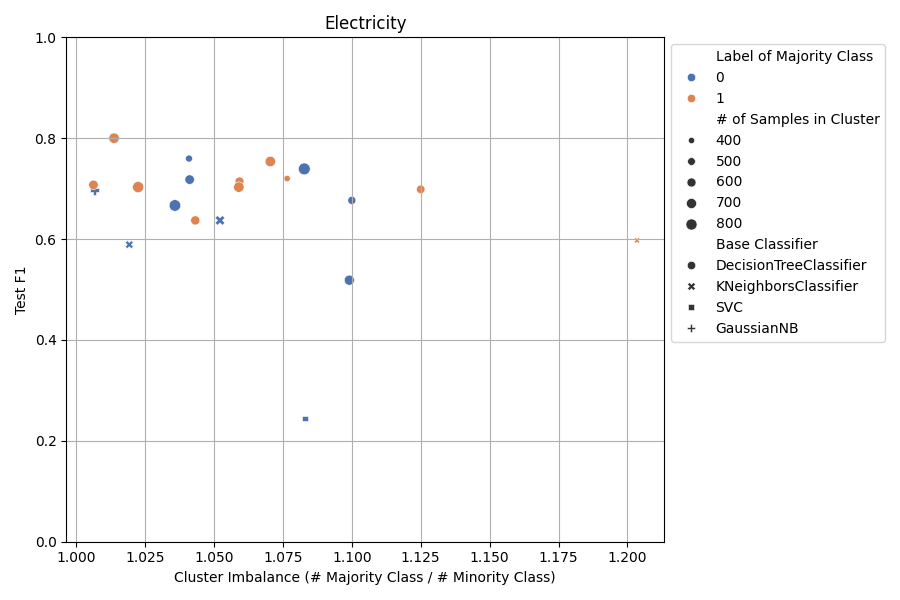 Electricity
1.0
0.8
0.6
0.4
0.2
0.0
Test F1
1.000 1.025 1.050 1.075 1.100 1.125 1.150 1.175 1.200
Cluster Imbalance (# Majority Class / # Minority Class)
Label of Majority Class
0
1
# of Samples in Cluster
400
500
600
700
800
Base Classifier
DecisionTreeClassifier
KNeighborsClassifier
SVC
GaussianNB